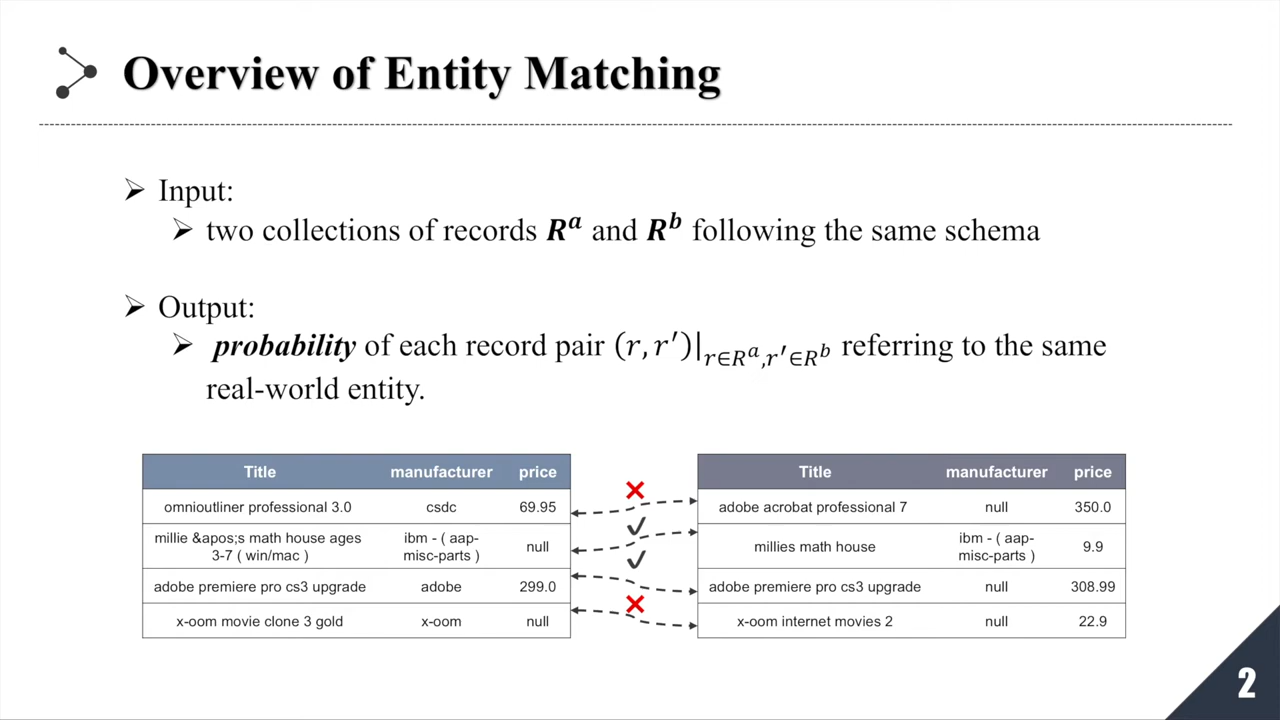 Overview of Entity Matching
➢ Input:
➢ two collections of records Rᵃ and Rᵇ following the same schema
➢ Output:
➢ probability of each record pair (r, r′)|r∈Rᵃ,r′∈Rᵇ referring to the same
real-world entity.
Title manufacturer price
omnioutliner professional 3.0 csdc 69.95
millie &apos;s math house ages
3-7 ( win/mac ) ibm - ( aap-
misc-parts ) null
adobe premiere pro cs3 upgrade adobe 299.0
x-oom movie clone 3 gold x-oom null
Title manufacturer price
adobe acrobat professional 7 null 350.0
millies math house ibm - ( aap-
misc-parts ) 9.9
adobe premiere pro cs3 upgrade null 308.99
x-oom internet movies 2 null 22.9
2